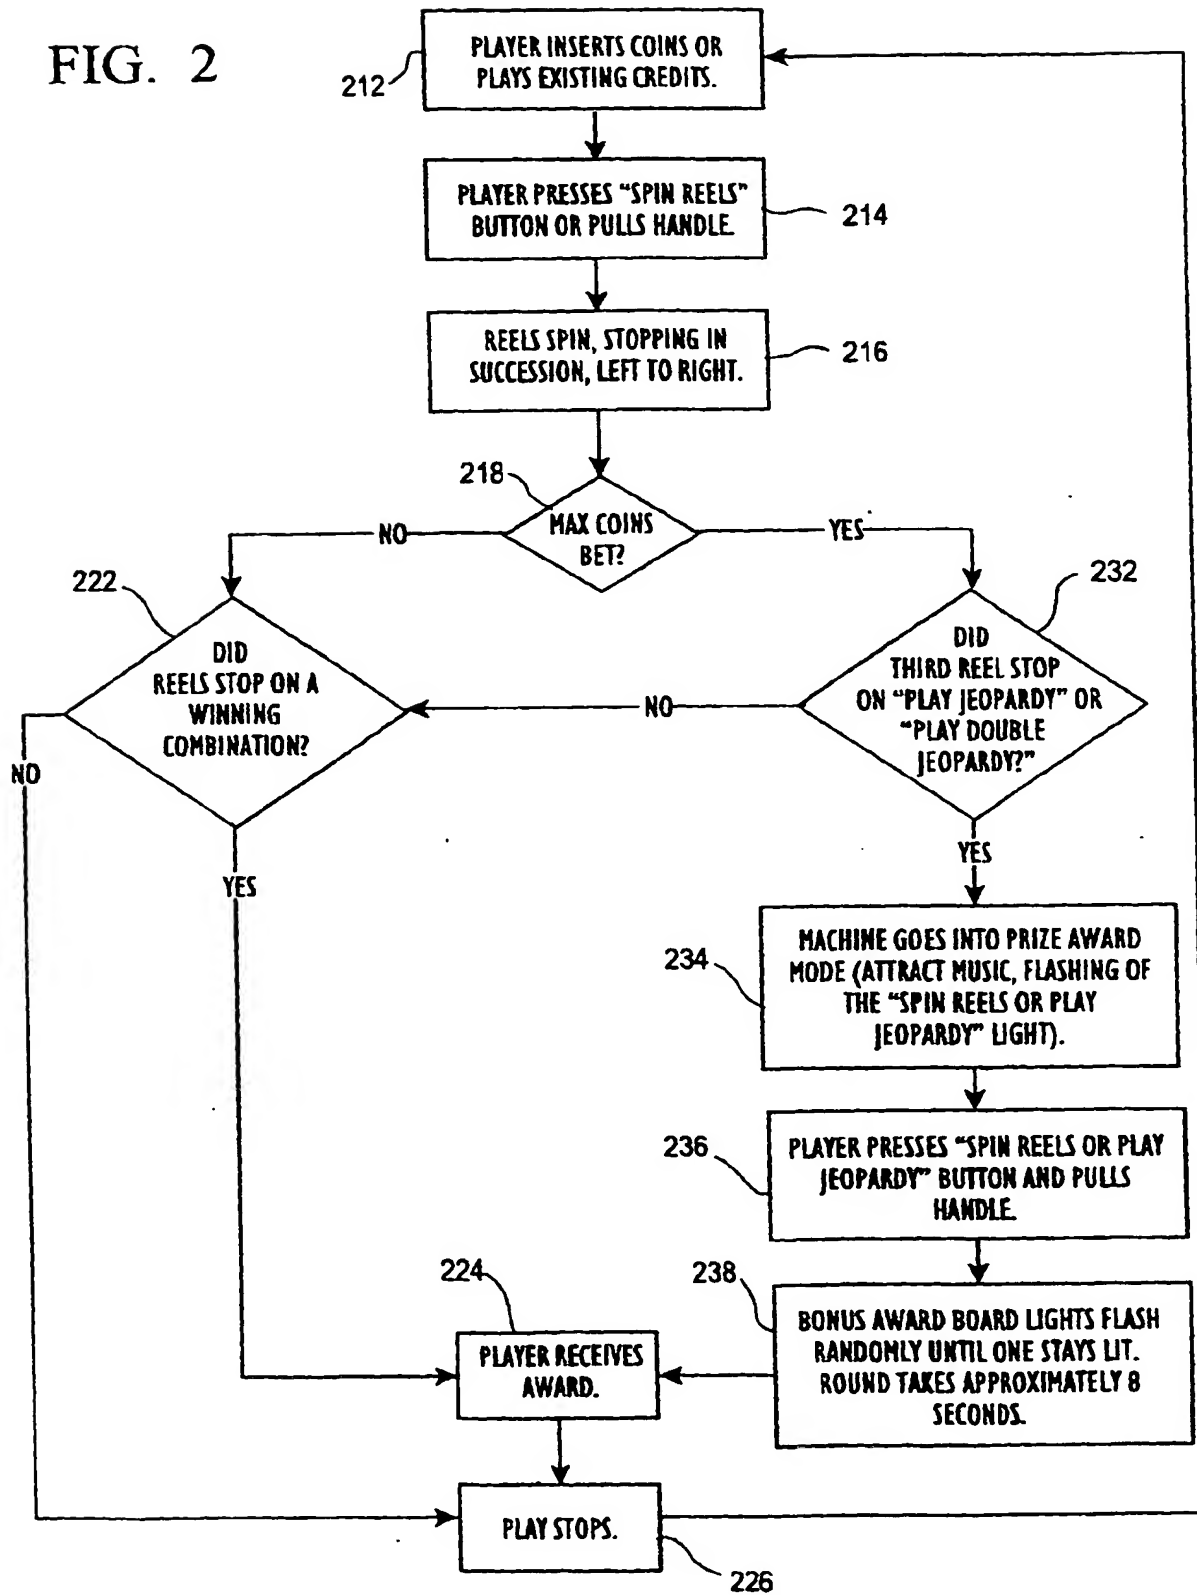 FIG. 2
PLAYER INSERTS COINS OR
PLAYS EXISTING CREDITS.
212
PLAYER PRESSES “SPIN REELS”
BUTTON OR PULLS HANDLE.
214
REELS SPIN, STOPPING IN
SUCCESSION, LEFT TO RIGHT.
216
218
MAX COINS
BET?
NO
YES
222
DID
REELS STOP ON A
WINNING
COMBINATION?
232
DID
THIRD REEL STOP
ON “PLAY JEOPARDY” OR
“PLAY DOUBLE
JEOPARDY?”
NO
NO
YES
YES
234
MACHINE GOES INTO PRIZE AWARD
MODE (ATTRACT MUSIC, FLASHING OF
THE “SPIN REELS OR PLAY
JEOPARDY” LIGHT).
236
PLAYER PRESSES “SPIN REELS OR PLAY
JEOPARDY” BUTTON AND PULLS
HANDLE.
238
BONUS AWARD BOARD LIGHTS FLASH
RANDOMLY UNTIL ONE STAYS LIT.
ROUND TAKES APPROXIMATELY 8
SECONDS.
224
PLAYER RECEIVES
AWARD.
PLAY STOPS.
226